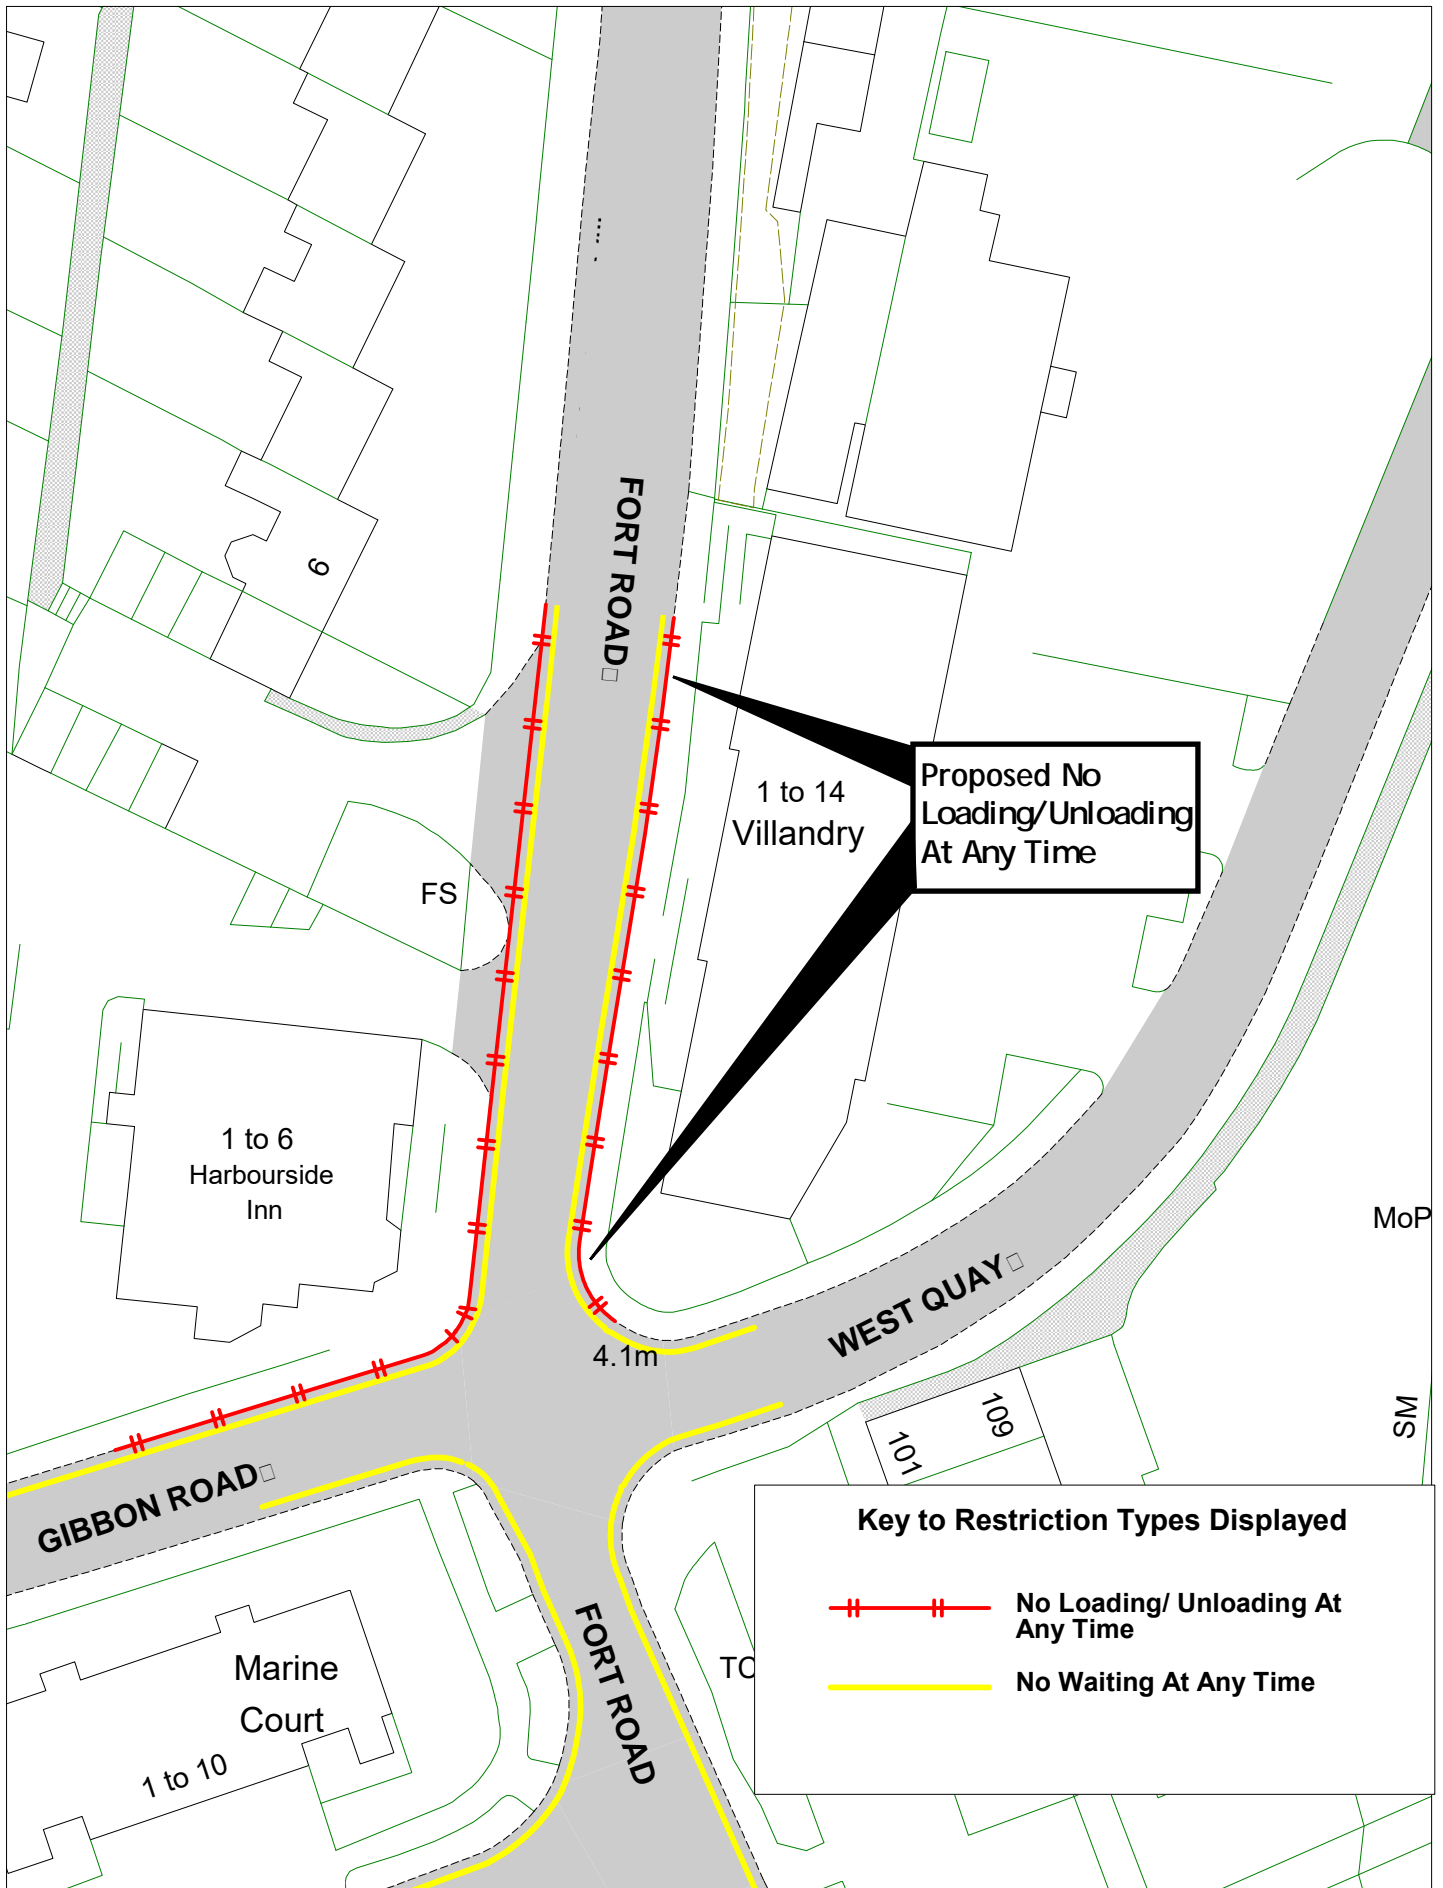 FORT ROAD
6
Proposed No
Loading/Unloading
At Any Time
1 to 14
Villandry
FS
1 to 6
Harbourside
Inn
MoP
WEST QUAY
4.1m
109
101
SM
GIBBON ROAD
Key to Restriction Types Displayed
No Loading/ Unloading At
Any Time
No Waiting At Any Time
FORT ROAD
TC
Marine
Court
1 to 10